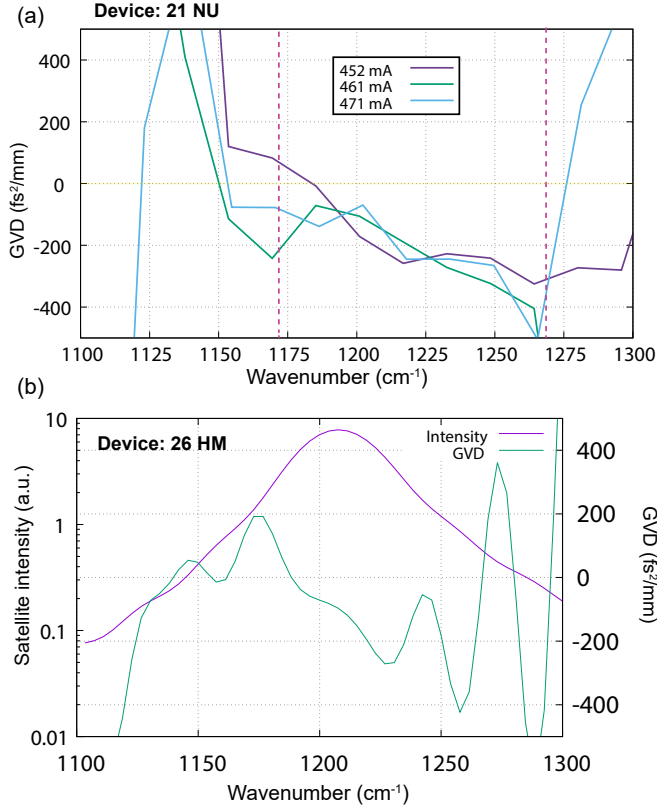 (a)
Device: 21 NU
400
200
0
-200
-400
GVD (fs²/mm)
452 mA
461 mA
471 mA
1100
1125
1150
1175
1200
1225
1250
1275
1300
Wavenumber (cm⁻¹)
(b)
Device: 26 HM
Intensity
GVD
10
1
0.1
0.01
Satellite intensity (a.u.)
400
200
0
-200
-400
GVD (fs²/mm)
1100
1150
1200
1250
1300
Wavenumber (cm⁻¹)